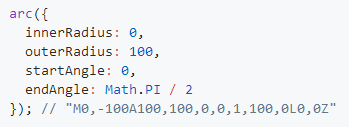 arc({
  innerRadius: 0,
  outerRadius: 100,
  startAngle: 0,
  endAngle: Math.PI / 2
}); // "M0,-100A100,100,0,0,1,100,0L0,0Z"